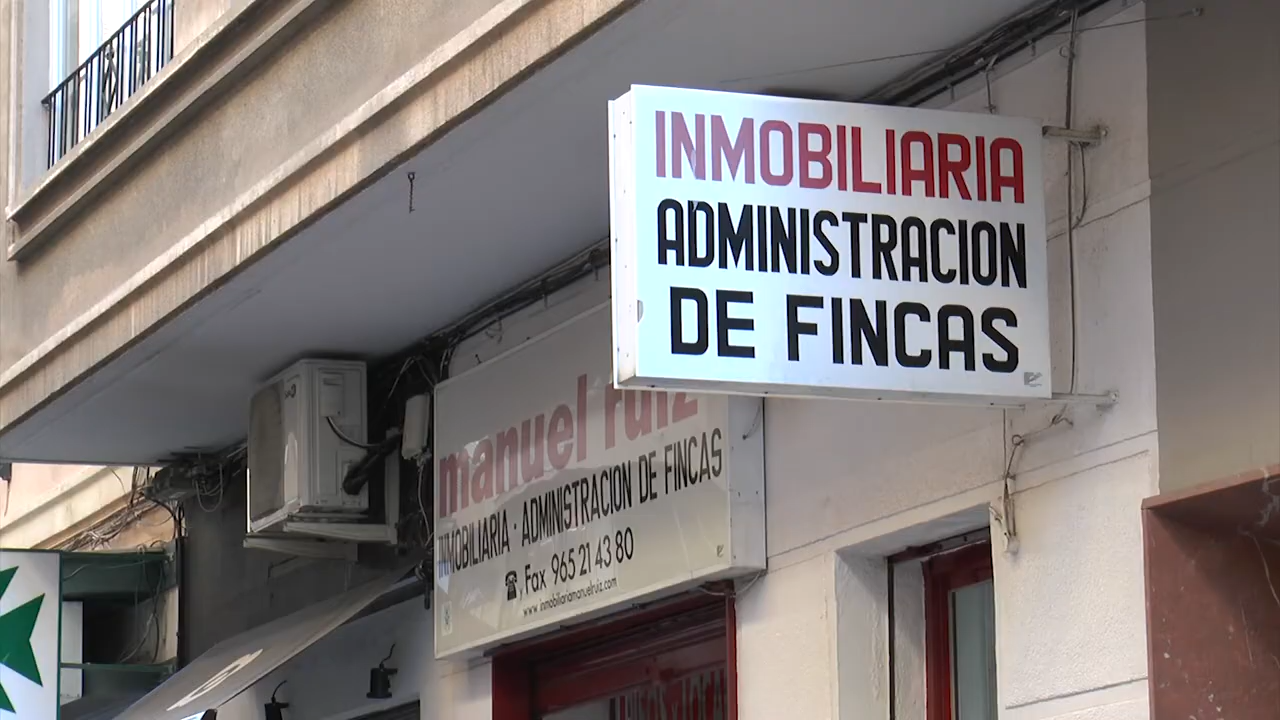 INMOBILIARIA
ADMINISTRACION
DE FINCAS
manuel ruiz
INMOBILIARIA · ADMINISTRACION DE FINCAS
y Fax 965 21 43 80
www.inmobiliariamanuelruiz.com